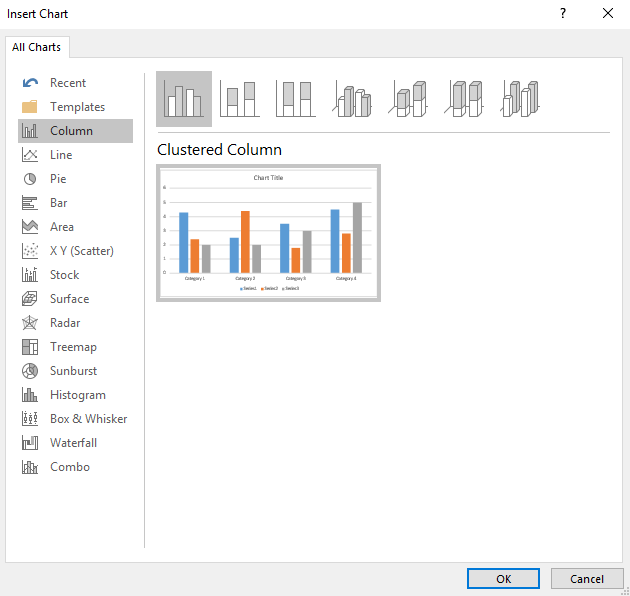 Insert Chart
? ×
All Charts
Recent
Templates
Column
Line
Pie
Bar
Area
X Y (Scatter)
Stock
Surface
Radar
Treemap
Sunburst
Histogram
Box & Whisker
Waterfall
Combo
Clustered Column
Chart Title
6
5
4
3
2
1
0
Category 1 Category 2 Category 3 Category 4
Series1 Series2 Series3
OK Cancel